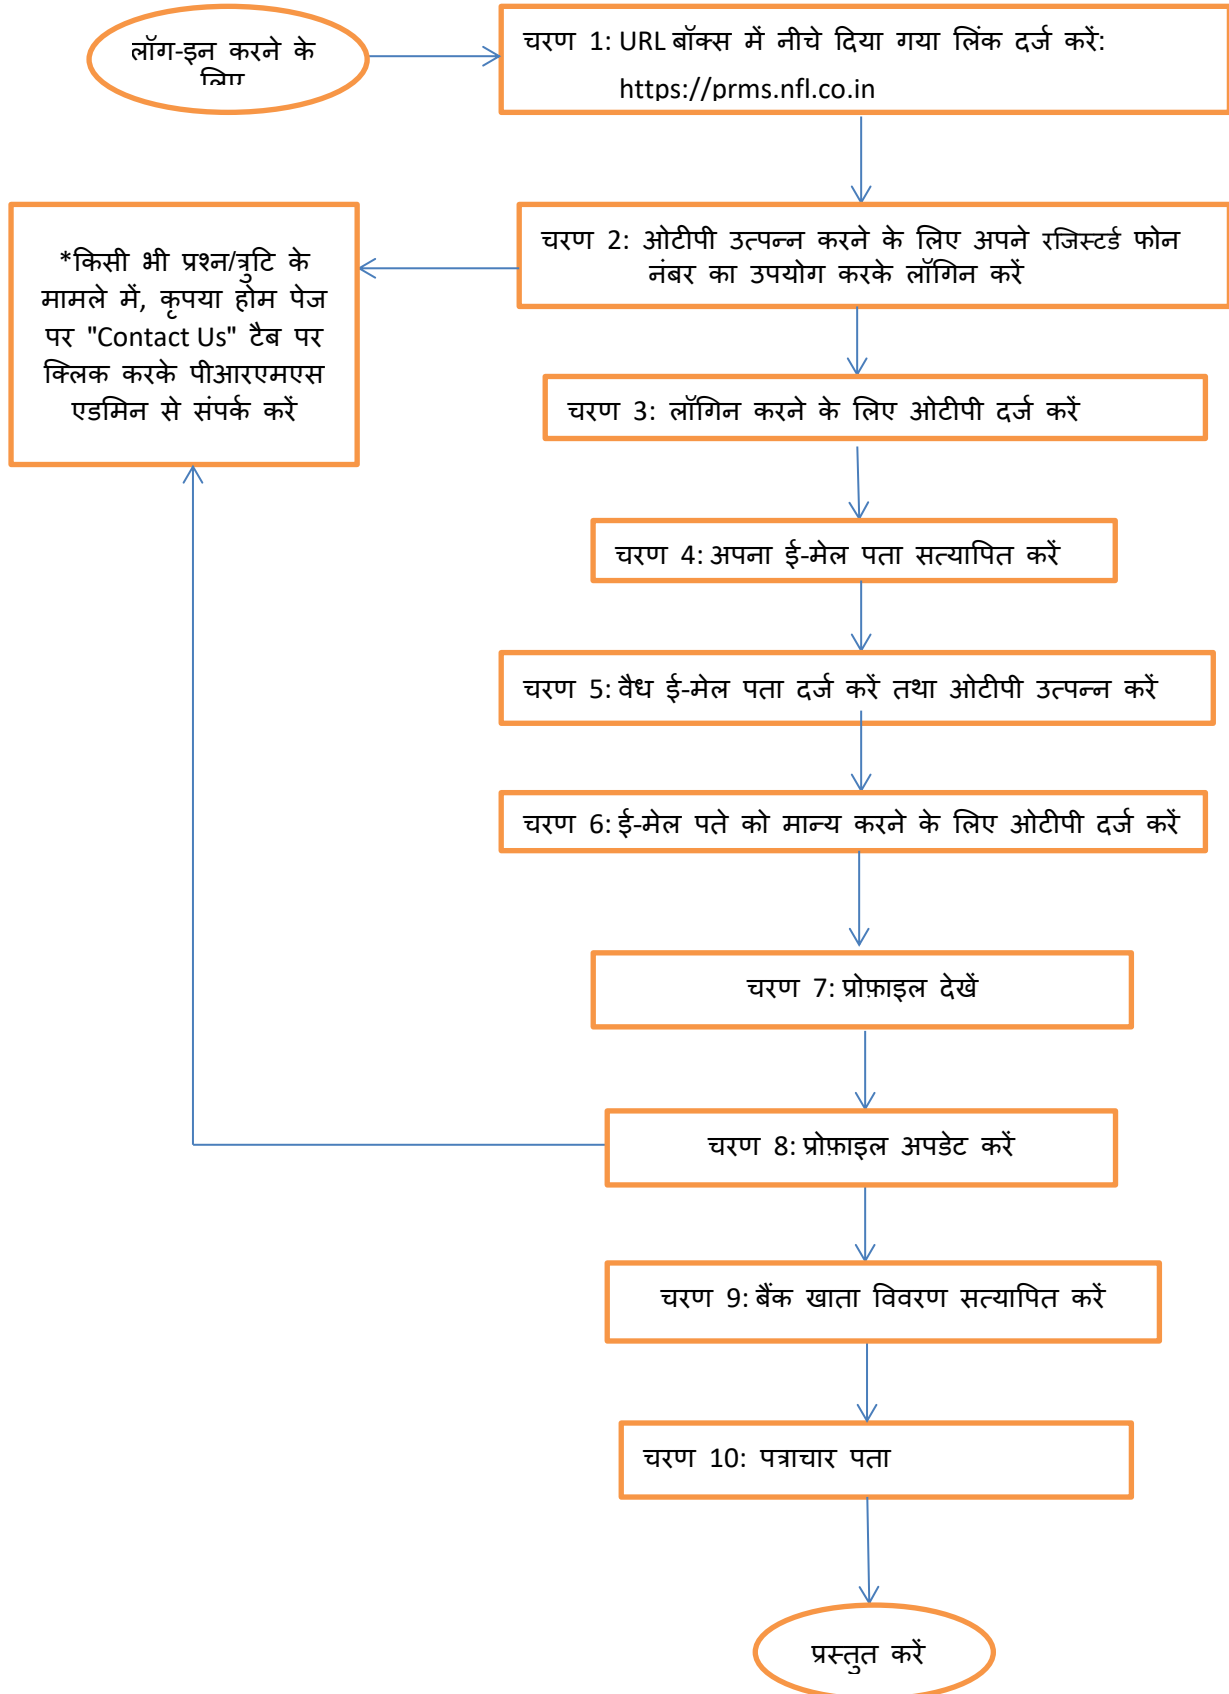 लॉग-इन करने के
लिए
चरण 1: URL बॉक्स में नीचे दिया गया लिंक दर्ज करें:
https://prms.nfl.co.in
चरण 2: ओटीपी उत्पन्न करने के लिए अपने रजिस्टर्ड फोन
नंबर का उपयोग करके लॉगिन करें
*किसी भी प्रश्न/त्रुटि के
मामले में, कृपया होम पेज
पर "Contact Us" टैब पर
क्लिक करके पीआरएमएस
एडमिन से संपर्क करें
चरण 3: लॉगिन करने के लिए ओटीपी दर्ज करें
चरण 4: अपना ई-मेल पता सत्यापित करें
चरण 5: वैध ई-मेल पता दर्ज करें तथा ओटीपी उत्पन्न करें
चरण 6: ई-मेल पते को मान्य करने के लिए ओटीपी दर्ज करें
चरण 7: प्रोफ़ाइल देखें
चरण 8: प्रोफ़ाइल अपडेट करें
चरण 9: बैंक खाता विवरण सत्यापित करें
चरण 10: पत्राचार पता
प्रस्तुत करें